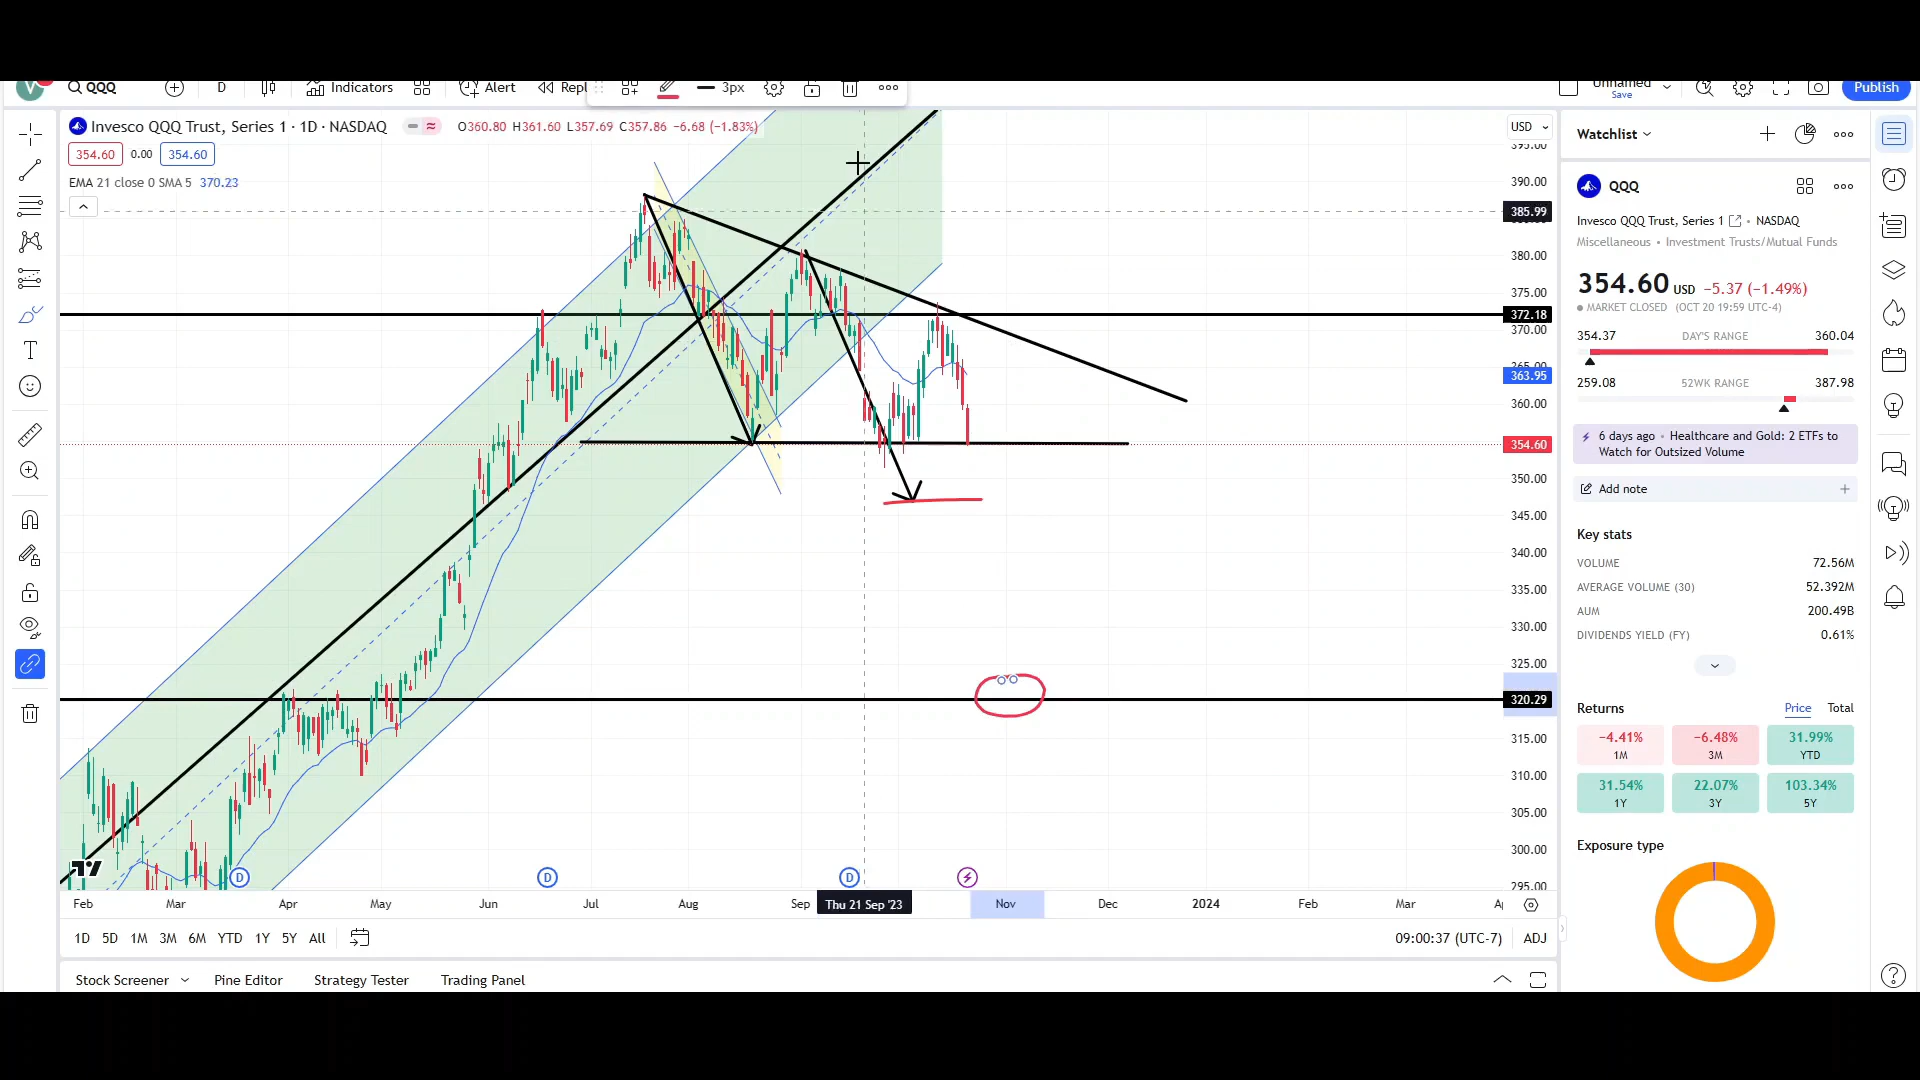 V QQQ D Indicators Alert Repl 3px Unnamed Save Publish
Invesco QQQ Trust, Series 1 · 1D · NASDAQ O360.80 H361.60 L357.69 C357.86 −6.68 (−1.83%)
354.60 0.00 354.60
EMA 21 close 0 SMA 5 370.23
USD
395.00
390.00
385.99
380.00
375.00
372.18
370.00
365.00
363.95
360.00
354.60
350.00
345.00
340.00
335.00
330.00
325.00
320.29
315.00
310.00
305.00
300.00
295.00
D D D
Feb Mar Apr May Jun Jul Aug Sep Thu 21 Sep '23 Nov Dec 2024 Feb Mar
1D 5D 1M 3M 6M YTD 1Y 5Y All 09:00:37 (UTC-7) ADJ
Stock Screener Pine Editor Strategy Tester Trading Panel
Watchlist
QQQ
Invesco QQQ Trust, Series 1 • NASDAQ
Miscellaneous • Investment Trusts/Mutual Funds
354.60 USD −5.37 (−1.49%)
MARKET CLOSED (OCT 20 19:59 UTC-4)
354.37 DAY'S RANGE 360.04
259.08 52WK RANGE 387.98
6 days ago • Healthcare and Gold: 2 ETFs to
Watch for Outsized Volume
Add note
Key stats
VOLUME 72.56M
AVERAGE VOLUME (30) 52.392M
AUM 200.49B
DIVIDENDS YIELD (FY) 0.61%
Returns Price Total
−4.41% −6.48% 31.99%
1M 3M YTD
31.54% 22.07% 103.34%
1Y 3Y 5Y
Exposure type